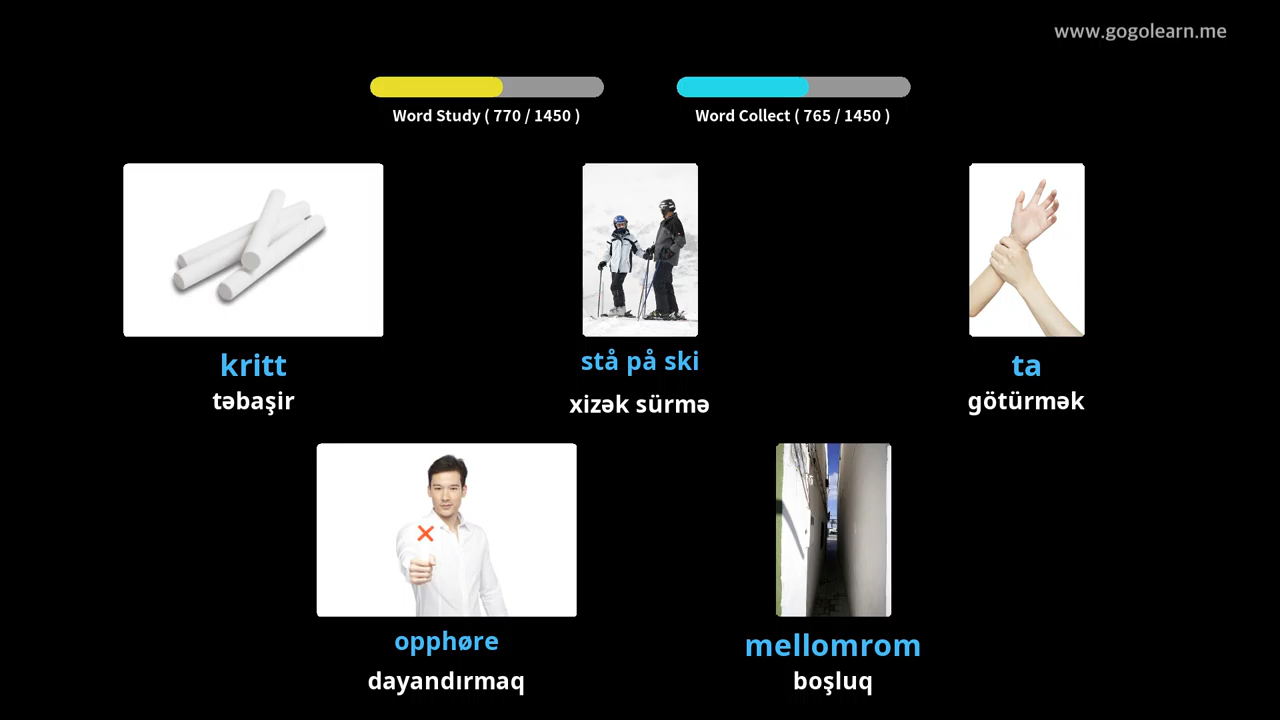 www.gogolearn.me
Word Study ( 770 / 1450 )
Word Collect ( 765 / 1450 )
kritt
təbaşir
stå på ski
xizək sürmə
ta
götürmək
opphøre
dayandırmaq
mellomrom
boşluq